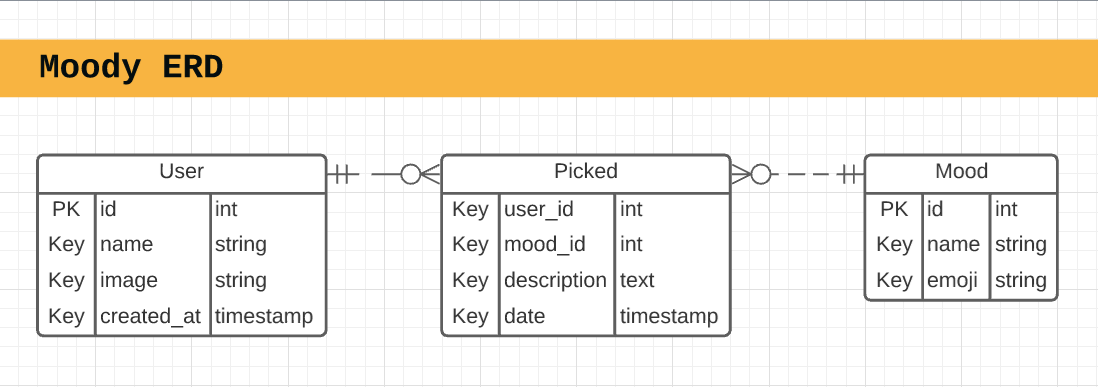 Moody ERD
User
PK id int
Key name string
Key image string
Key created_at timestamp
Picked
Key user_id int
Key mood_id int
Key description text
Key date timestamp
Mood
PK id int
Key name string
Key emoji string